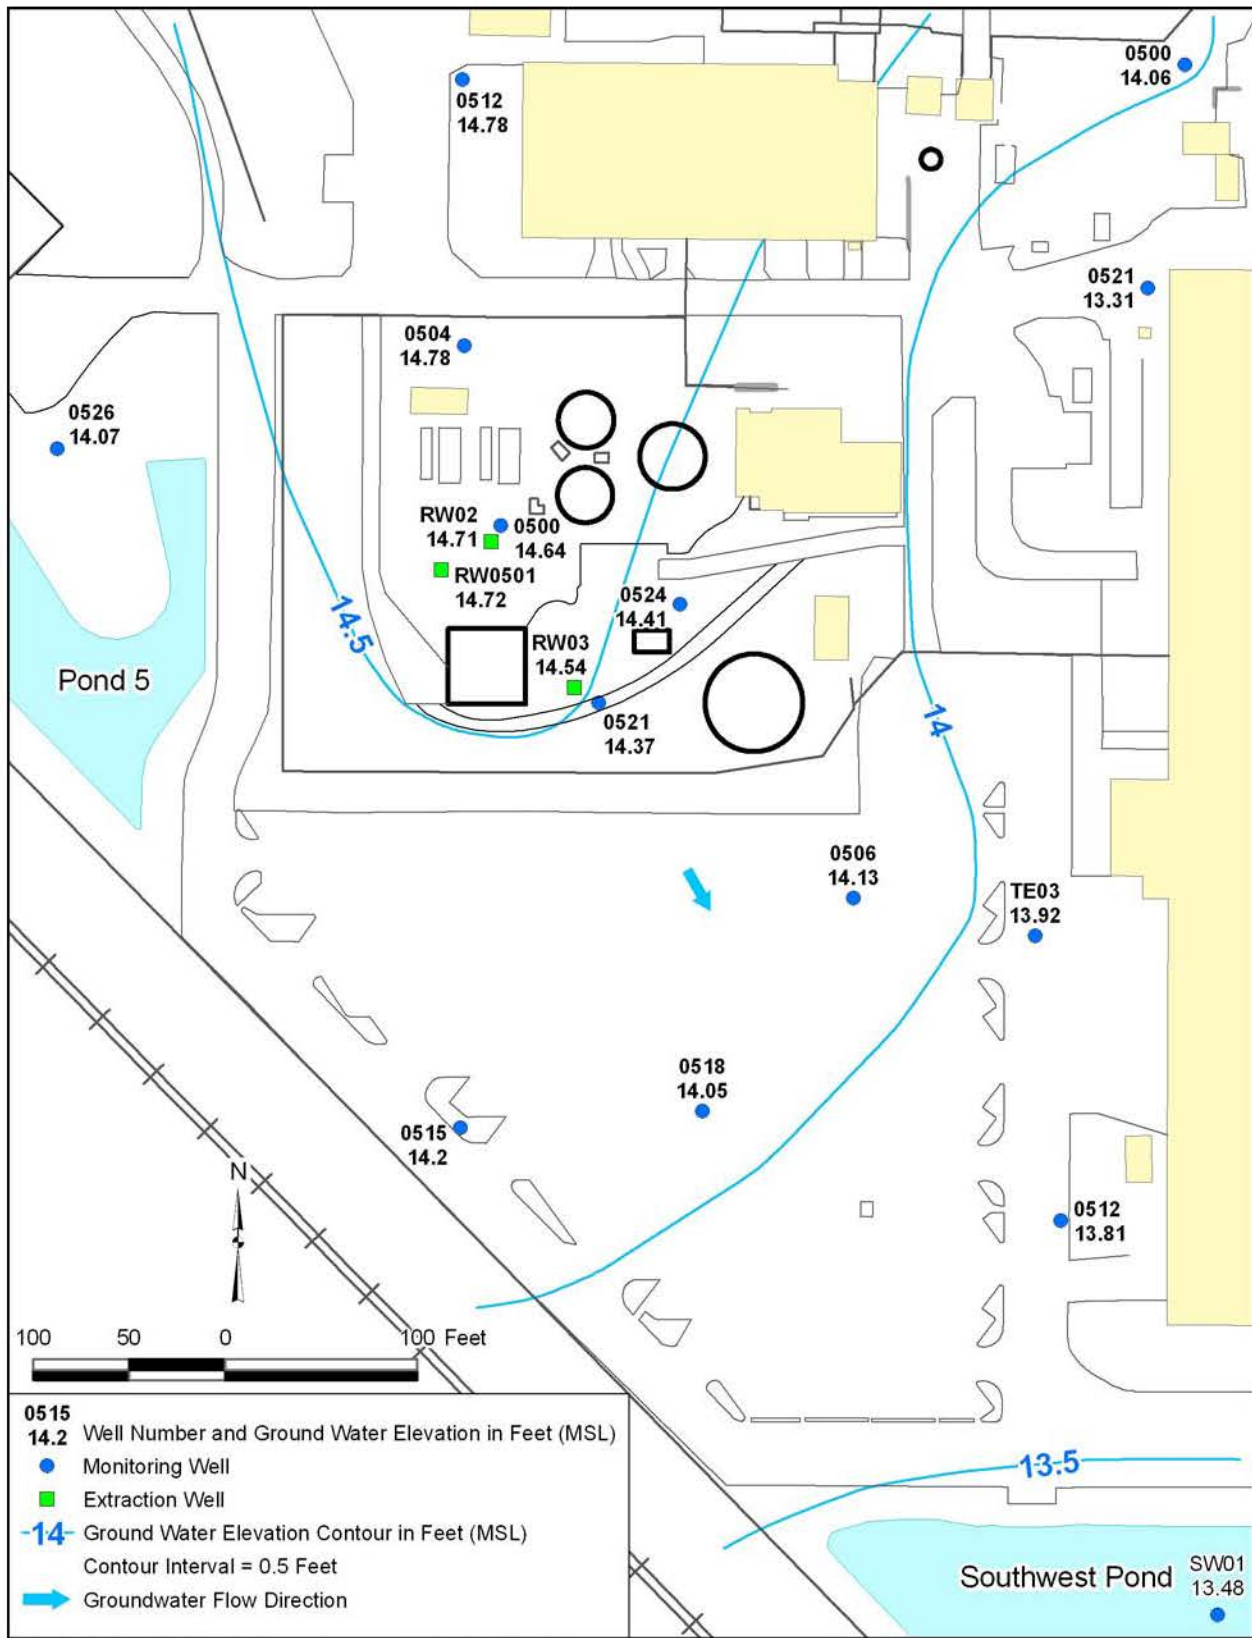 0500
14.06
0512
14.78
0521
13.31
0504
14.78
0526
14.07
RW02
14.71
0500
14.64
RW0501
14.72
0524
14.41
14.5
RW03
14.54
Pond 5
0521
14.37
14
0506
14.13
TE03
13.92
0518
14.05
0515
14.2
N
0512
13.81
100 50 0 100 Feet
0515
14.2 Well Number and Ground Water Elevation in Feet (MSL)
Monitoring Well
Extraction Well
14 Ground Water Elevation Contour in Feet (MSL)
Contour Interval = 0.5 Feet
Groundwater Flow Direction
13.5
Southwest Pond
SW01
13.48